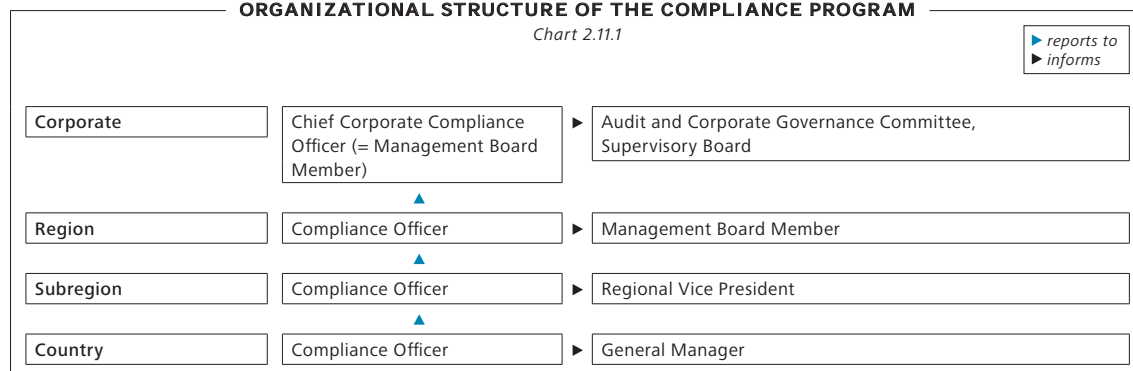 ORGANIZATIONAL STRUCTURE OF THE COMPLIANCE PROGRAM
Chart 2.11.1
reports to
informs
Corporate
Chief Corporate Compliance
Officer (= Management Board
Member)
Audit and Corporate Governance Committee,
Supervisory Board
Region
Compliance Officer
Management Board Member
Subregion
Compliance Officer
Regional Vice President
Country
Compliance Officer
General Manager